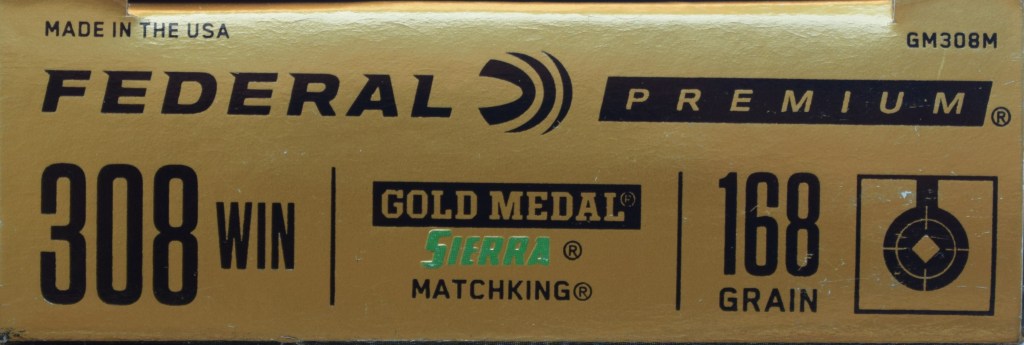 MADE IN THE USA
GM308M
FEDERAL PREMIUM®
308 WIN
GOLD MEDAL®
SIERRA®
MATCHKING®
168
GRAIN